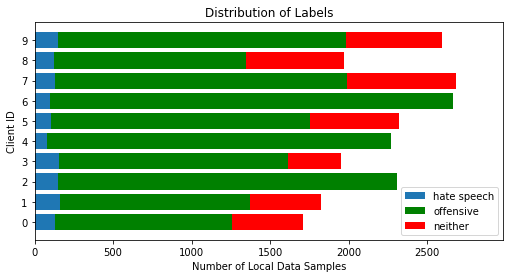 Distribution of Labels
Client ID
9
8
7
6
5
4
3
2
1
0
0 500 1000 1500 2000 2500
Number of Local Data Samples
hate speech
offensive
neither